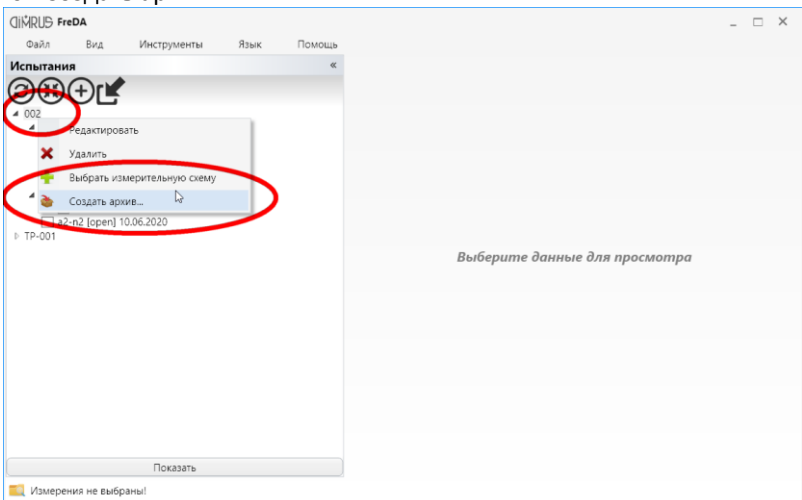 DiMRUS FreDA
Файл Вид Инструменты Язык Помощь
Испытания «
002
Редактировать
Удалить
Выбрать измерительную схему
Создать архив...
a2-n2 [open] 10.06.2020
TP-001
Выберите данные для просмотра
Показать
Измерения не выбраны!